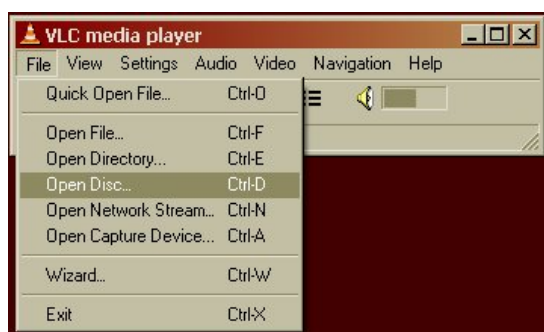 VLC media player
File View Settings Audio Video Navigation Help
Quick Open File... Ctrl-O
Open File... Ctrl-F
Open Directory... Ctrl-E
Open Disc... Ctrl-D
Open Network Stream... Ctrl-N
Open Capture Device... Ctrl-A
Wizard... Ctrl-W
Exit Ctrl-X